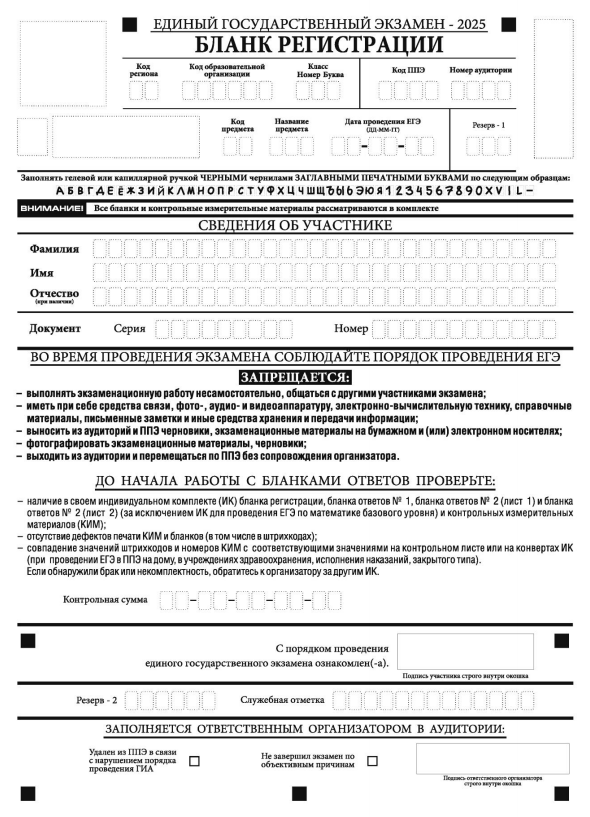 ЕДИНЫЙ ГОСУДАРСТВЕННЫЙ ЭКЗАМЕН - 2025
БЛАНК РЕГИСТРАЦИИ
Код региона
Код образовательной организации
Класс
Номер Буква
Код ППЭ
Номер аудитории
Код предмета
Название предмета
Дата проведения ЕГЭ
(ДД-ММ-ГГ)
Резерв - 1
Заполнять гелевой или капиллярной ручкой ЧЕРНЫМИ чернилами ЗАГЛАВНЫМИ ПЕЧАТНЫМИ БУКВАМИ по следующим образцам:
А Б В Г Д Е Ё Ж З И Й К Л М Н О П Р С Т У Ф Х Ц Ч Ш Щ Ъ Ы Ь Э Ю Я 1 2 3 4 5 6 7 8 9 0 X V I L -
ВНИМАНИЕ! Все бланки и контрольные измерительные материалы рассматриваются в комплекте
СВЕДЕНИЯ ОБ УЧАСТНИКЕ
Фамилия
Имя
Отчество
(при наличии)
Документ Серия Номер
ВО ВРЕМЯ ПРОВЕДЕНИЯ ЭКЗАМЕНА СОБЛЮДАЙТЕ ПОРЯДОК ПРОВЕДЕНИЯ ЕГЭ
ЗАПРЕЩАЕТСЯ:
– выполнять экзаменационную работу несамостоятельно, общаться с другими участниками экзамена;
– иметь при себе средства связи, фото-, аудио- и видеоаппаратуру, электронно-вычислительную технику, справочные
материалы, письменные заметки и иные средства хранения и передачи информации;
– выносить из аудиторий и ППЭ черновики, экзаменационные материалы на бумажном и (или) электронном носителях;
– фотографировать экзаменационные материалы, черновики;
– выходить из аудитории и перемещаться по ППЭ без сопровождения организатора.
ДО НАЧАЛА РАБОТЫ С БЛАНКАМИ ОТВЕТОВ ПРОВЕРЬТЕ:
– наличие в своем индивидуальном комплекте (ИК) бланка регистрации, бланка ответов № 1, бланка ответов № 2 (лист 1) и бланка
ответов № 2 (лист 2) (за исключением ИК для проведения ЕГЭ по математике базового уровня) и контрольных измерительных
материалов (КИМ);
– отсутствие дефектов печати КИМ и бланков (в том числе в штрихкодах);
– совпадение значений штрихкодов и номеров КИМ с соответствующими значениями на контрольном листе или на конвертах ИК
(при проведении ЕГЭ в ППЭ на дому, в учреждениях здравоохранения, исполнения наказаний, закрытого типа).
Если обнаружили брак или некомплектность, обратитесь к организатору за другим ИК.
Контрольная сумма
С порядком проведения
единого государственного экзамена ознакомлен(-а).
Подпись участника строго внутри окошка
Резерв - 2 Служебная отметка
ЗАПОЛНЯЕТСЯ ОТВЕТСТВЕННЫМ ОРГАНИЗАТОРОМ В АУДИТОРИИ:
Удален из ППЭ в связи
с нарушением порядка
проведения ГИА
Не завершил экзамен по
объективным причинам
Подпись ответственного организатора
строго внутри окошка